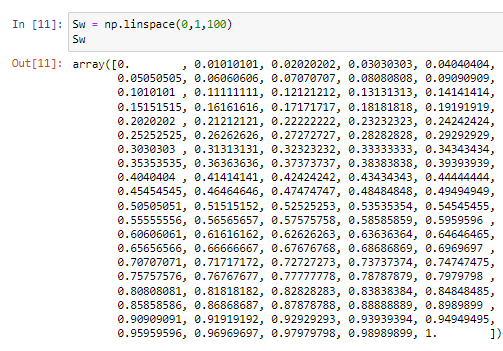 In [11]: Sw = np.linspace(0,1,100)
Sw
Out[11]: array([0.        , 0.01010101, 0.02020202, 0.03030303, 0.04040404,
0.05050505, 0.06060606, 0.07070707, 0.08080808, 0.09090909,
0.1010101 , 0.11111111, 0.12121212, 0.13131313, 0.14141414,
0.15151515, 0.16161616, 0.17171717, 0.18181818, 0.19191919,
0.2020202 , 0.21212121, 0.22222222, 0.23232323, 0.24242424,
0.25252525, 0.26262626, 0.27272727, 0.28282828, 0.29292929,
0.3030303 , 0.31313131, 0.32323232, 0.33333333, 0.34343434,
0.35353535, 0.36363636, 0.37373737, 0.38383838, 0.39393939,
0.4040404 , 0.41414141, 0.42424242, 0.43434343, 0.44444444,
0.45454545, 0.46464646, 0.47474747, 0.48484848, 0.49494949,
0.50505051, 0.51515152, 0.52525253, 0.53535354, 0.54545455,
0.55555556, 0.56565657, 0.57575758, 0.58585859, 0.5959596 ,
0.60606061, 0.61616162, 0.62626263, 0.63636364, 0.64646465,
0.65656566, 0.66666667, 0.67676768, 0.68686869, 0.6969697 ,
0.70707071, 0.71717172, 0.72727273, 0.73737374, 0.74747475,
0.75757576, 0.76767677, 0.77777778, 0.78787879, 0.7979798 ,
0.80808081, 0.81818182, 0.82828283, 0.83838384, 0.84848485,
0.85858586, 0.86868687, 0.87878788, 0.88888889, 0.8989899 ,
0.90909091, 0.91919192, 0.92929293, 0.93939394, 0.94949495,
0.95959596, 0.96969697, 0.97979798, 0.98989899, 1.        ])